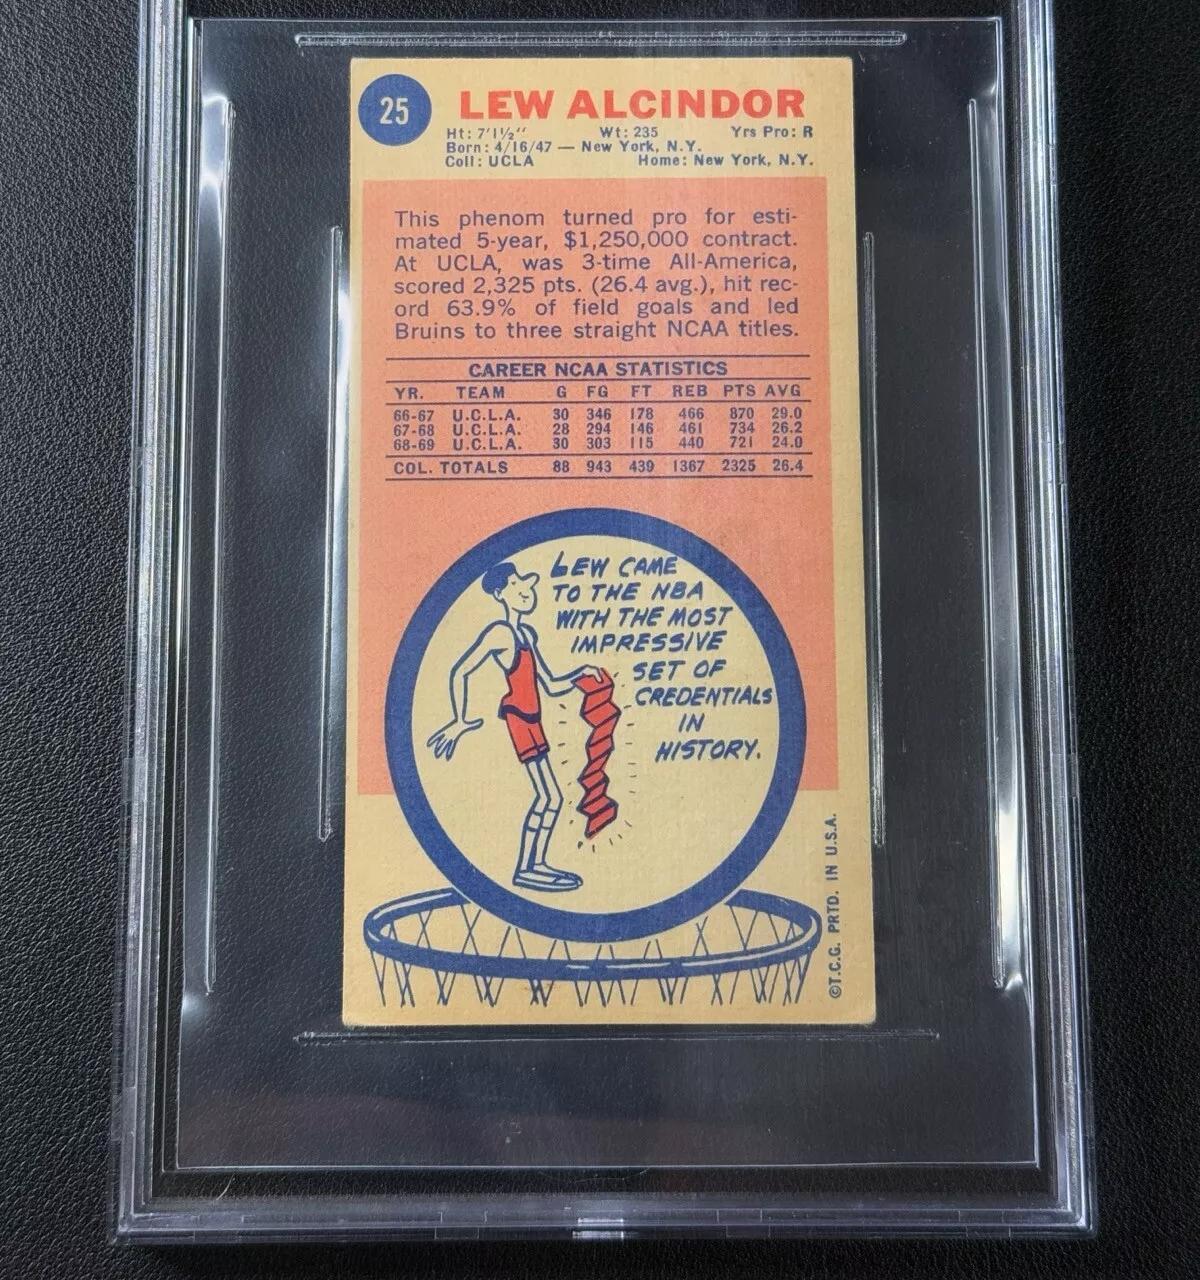 25
LEW ALCINDOR
Ht: 7'1½" Wt: 235 Yrs Pro: R
Born: 4/16/47 — New York, N.Y.
Coll: UCLA Home: New York, N.Y.
This phenom turned pro for esti-
mated 5-year, $1,250,000 contract.
At UCLA, was 3-time All-America,
scored 2,325 pts. (26.4 avg.), hit rec-
ord 63.9% of field goals and led
Bruins to three straight NCAA titles.
CAREER NCAA STATISTICS
YR. TEAM G FG FT REB PTS AVG
66-67 U.C.L.A. 30 346 178 466 870 29.0
67-68 U.C.L.A. 28 294 146 461 734 26.2
68-69 U.C.L.A. 30 303 115 440 721 24.0
COL. TOTALS 88 943 439 1367 2325 26.4
LEW CAME
TO THE NBA
WITH THE MOST
IMPRESSIVE
SET OF
CREDENTIALS
IN
HISTORY.
©T.C.G. PRTD. IN U.S.A.